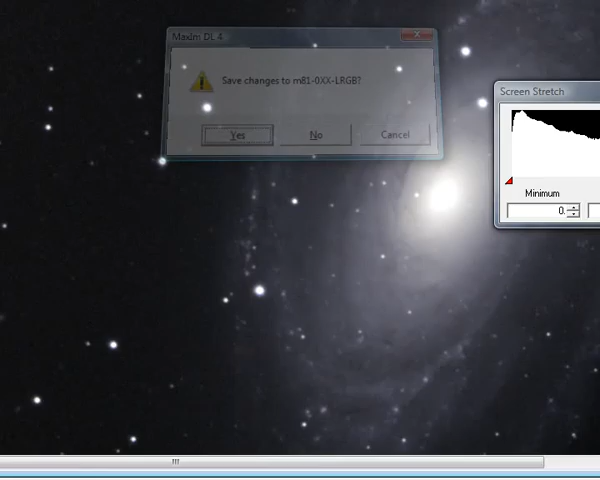 MaxIm DL 4
Save changes to m81-0XX-LRGB?
Yes
No
Cancel
Screen Stretch
Minimum
0.